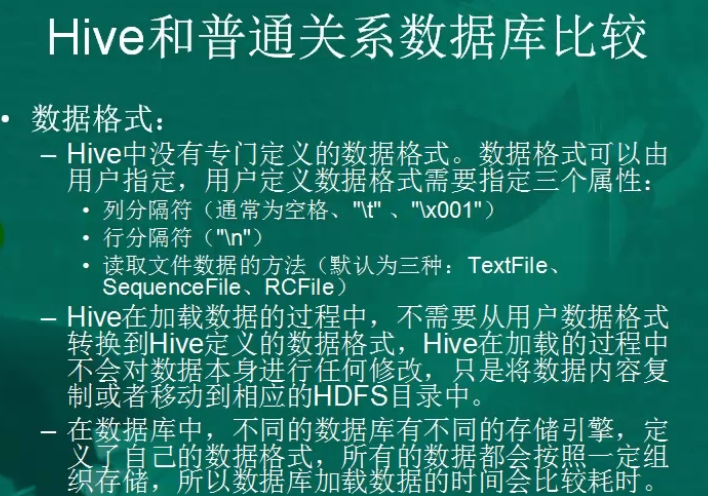 Hive和普通关系数据库比较
• 数据格式：
– Hive中没有专门定义的数据格式。数据格式可以由
用户指定，用户定义数据格式需要指定三个属性：
• 列分隔符（通常为空格、"\t" 、"\x001"）
• 行分隔符（"\n"）
• 读取文件数据的方法（默认为三种：TextFile、
SequenceFile、RCFile）
– Hive在加载数据的过程中，不需要从用户数据格式
转换到Hive定义的数据格式，Hive在加载的过程中
不会对数据本身进行任何修改，只是将数据内容复
制或者移动到相应的HDFS目录中。
– 在数据库中，不同的数据库有不同的存储引擎，定
义了自己的数据格式，所有的数据都会按照一定组
织存储，所以数据库加载数据的时间会比较耗时。